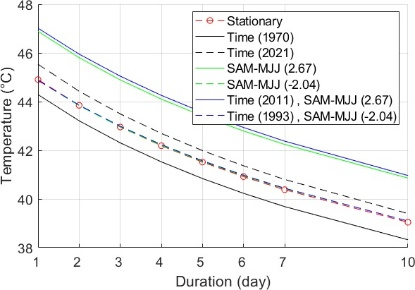 48
46
44
42
40
38
Temperature (°C)
Stationary
Time (1970)
Time (2021)
SAM-MJJ (2.67)
SAM-MJJ (-2.04)
Time (2011) , SAM-MJJ (2.67)
Time (1993) , SAM-MJJ (-2.04)
1 2 3 4 5 6 7 10
Duration (day)